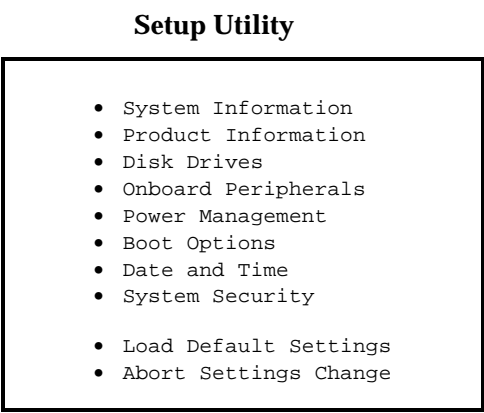 Setup Utility
• System Information
• Product Information
• Disk Drives
• Onboard Peripherals
• Power Management
• Boot Options
• Date and Time
• System Security
• Load Default Settings
• Abort Settings Change